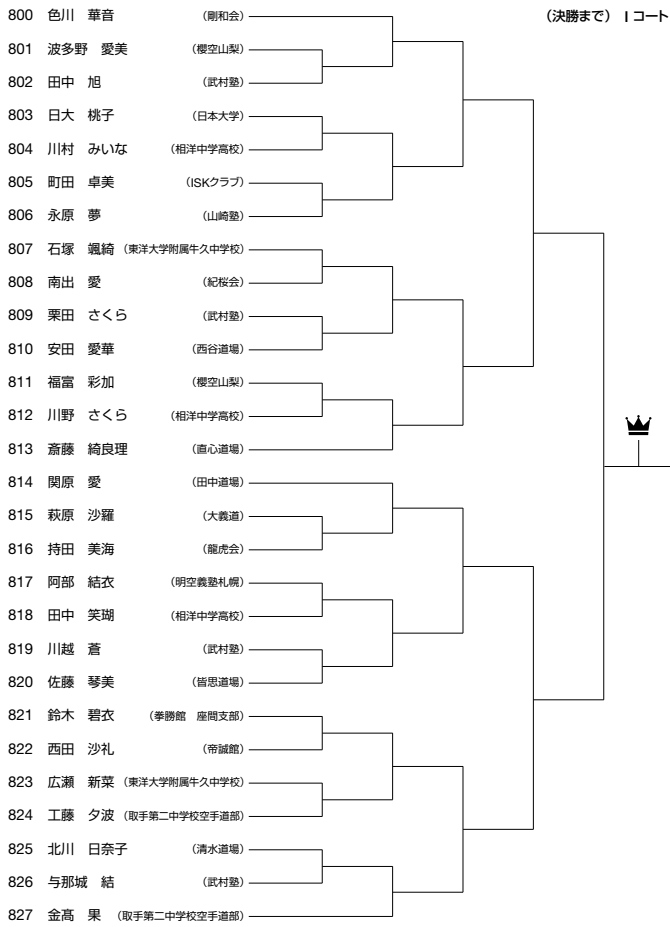 800 色川 華音 （剛和会） （決勝まで） Iコート
801 波多野 愛美 （櫻空山梨）
802 田中 旭 （武村塾）
803 日大 桃子 （日本大学）
804 川村 みいな （相洋中学高校）
805 町田 卓美 （ISKクラブ）
806 永原 夢 （山崎塾）
807 石塚 颯綺 （東洋大学附属牛久中学校）
808 南出 愛 （紀桜会）
809 栗田 さくら （武村塾）
810 安田 愛華 （西谷道場）
811 福富 彩加 （櫻空山梨）
812 川野 さくら （相洋中学高校）
813 斎藤 綺良理 （直心道場）
814 関原 愛 （田中道場）
815 萩原 沙羅 （大義道）
816 持田 美海 （龍虎会）
817 阿部 結衣 （明空義塾札幌）
818 田中 笑瑚 （相洋中学高校）
819 川越 蒼 （武村塾）
820 佐藤 琴美 （皆思道場）
821 鈴木 碧衣 （拳勝館 座間支部）
822 西田 沙礼 （帝誠館）
823 広瀬 新菜 （東洋大学附属牛久中学校）
824 工藤 夕波 （取手第二中学校空手道部）
825 北川 日奈子 （清水道場）
826 与那城 結 （武村塾）
827 金髙 果 （取手第二中学校空手道部）